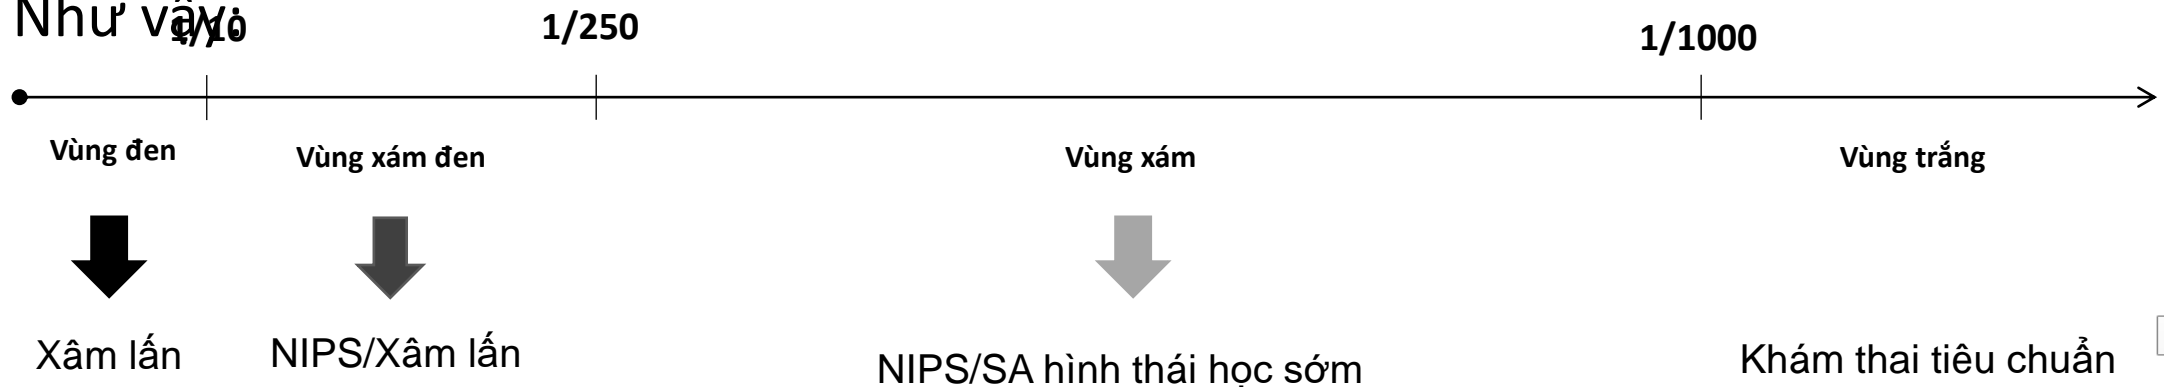 Như vậy:
1/10
1/250
1/1000
Vùng đen
Vùng xám đen
Vùng xám
Vùng trắng
Xâm lấn
NIPS/Xâm lấn
NIPS/SA hình thái học sớm
Khám thai tiêu chuẩn